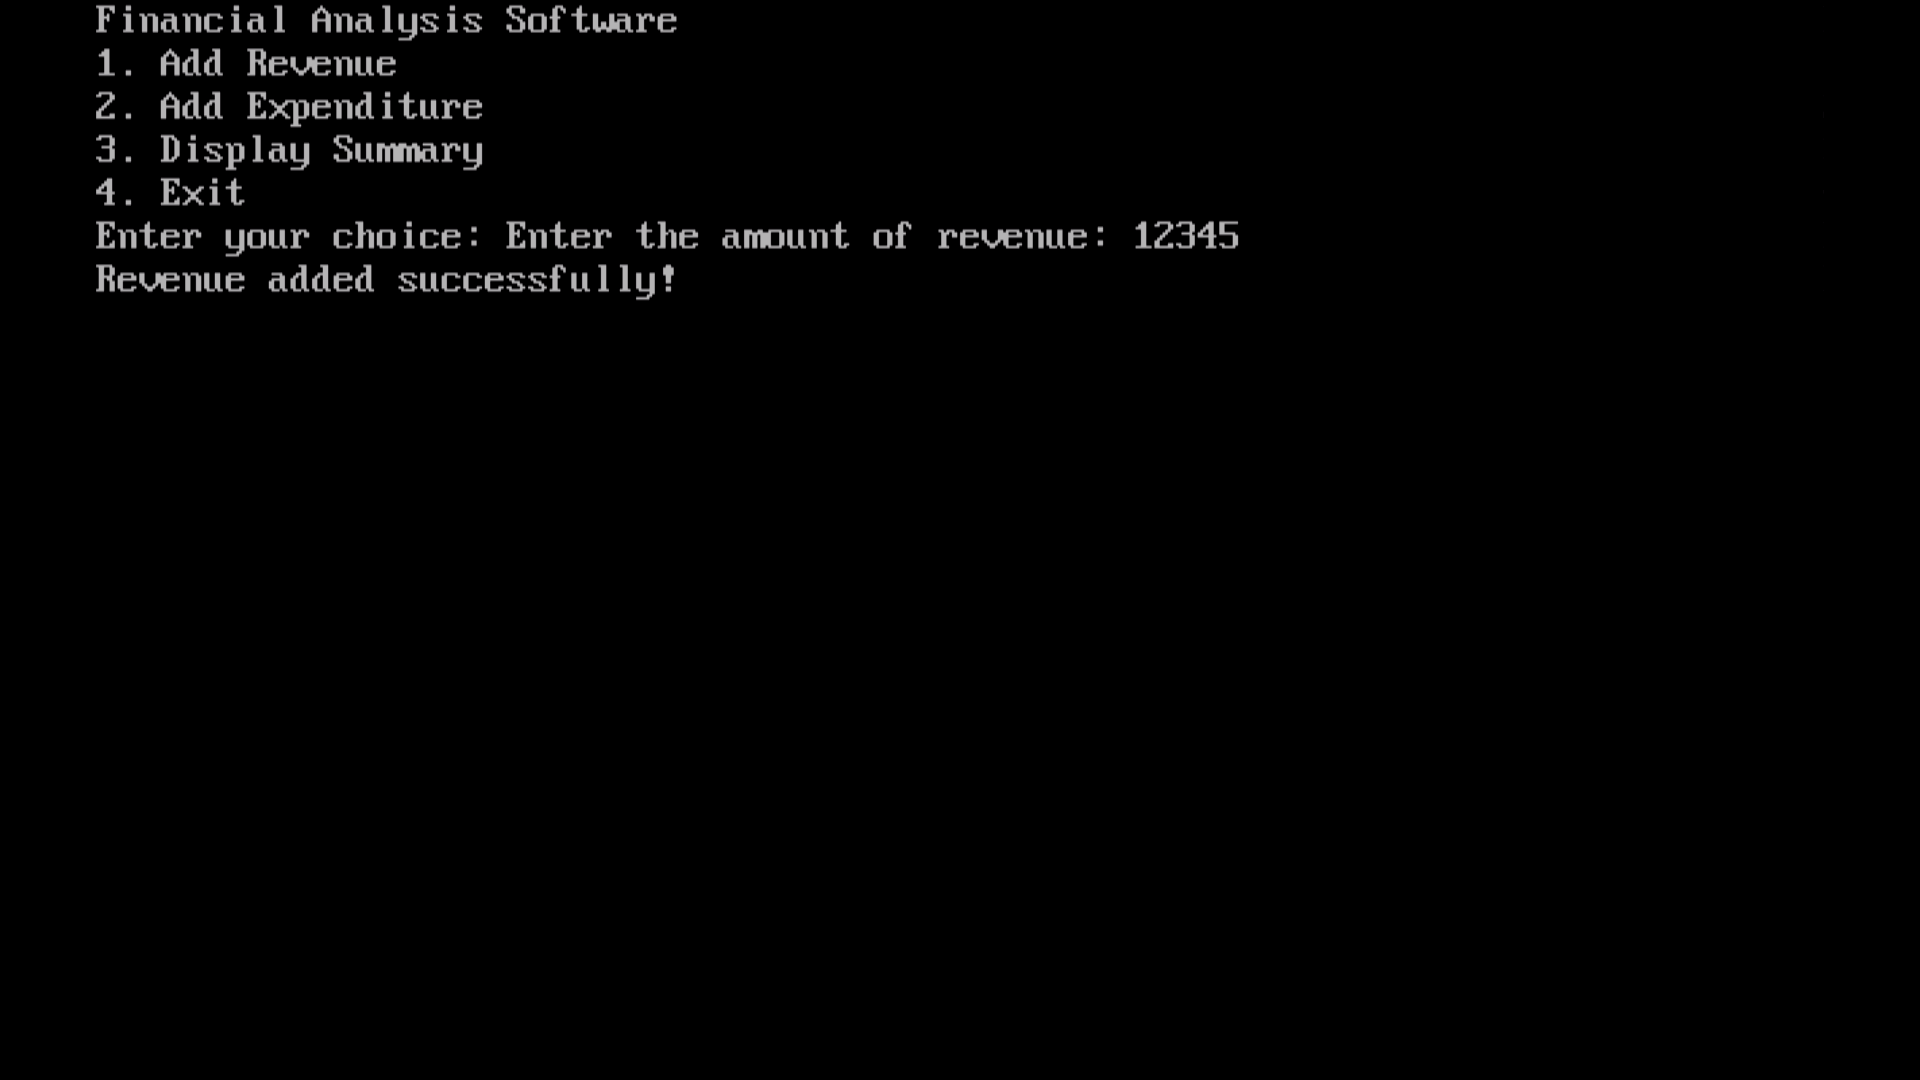 Financial Analysis Software
1. Add Revenue
2. Add Expenditure
3. Display Summary
4. Exit
Enter your choice: Enter the amount of revenue: 12345
Revenue added successfully!